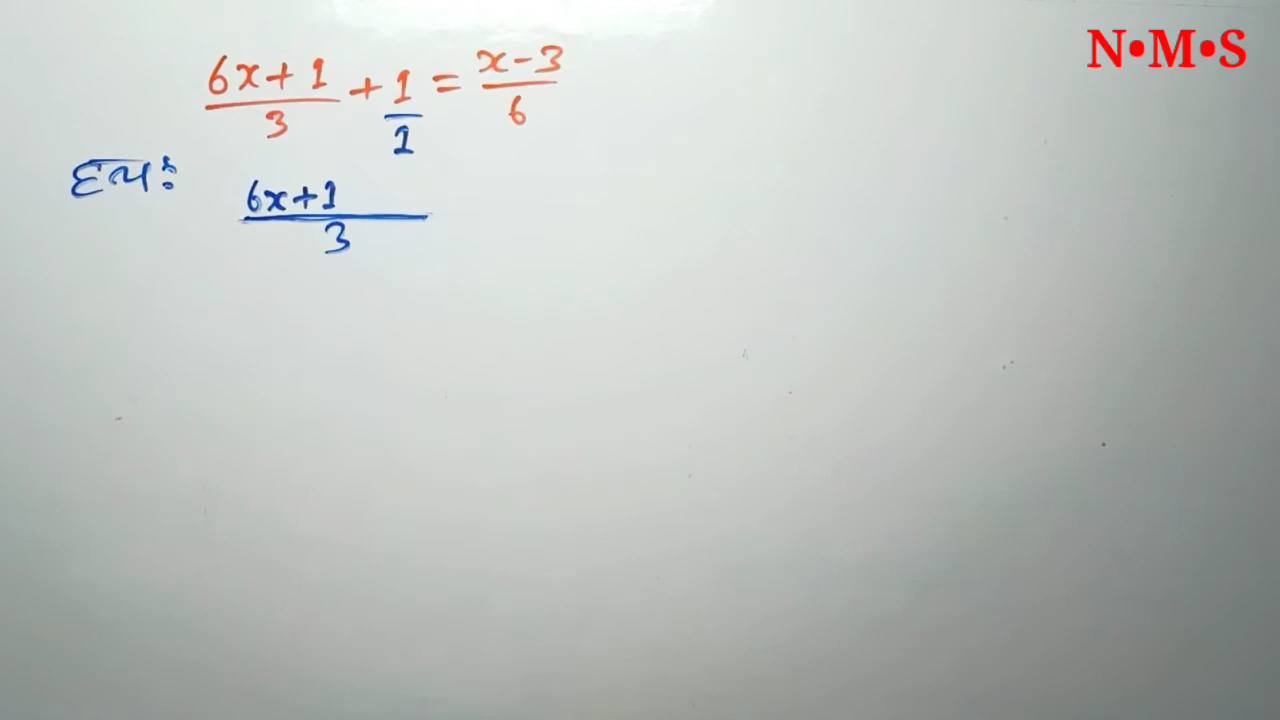 N•M•S
(6x+1)/3 + 1/1 = (x-3)/6
हल:
(6x+1)/3